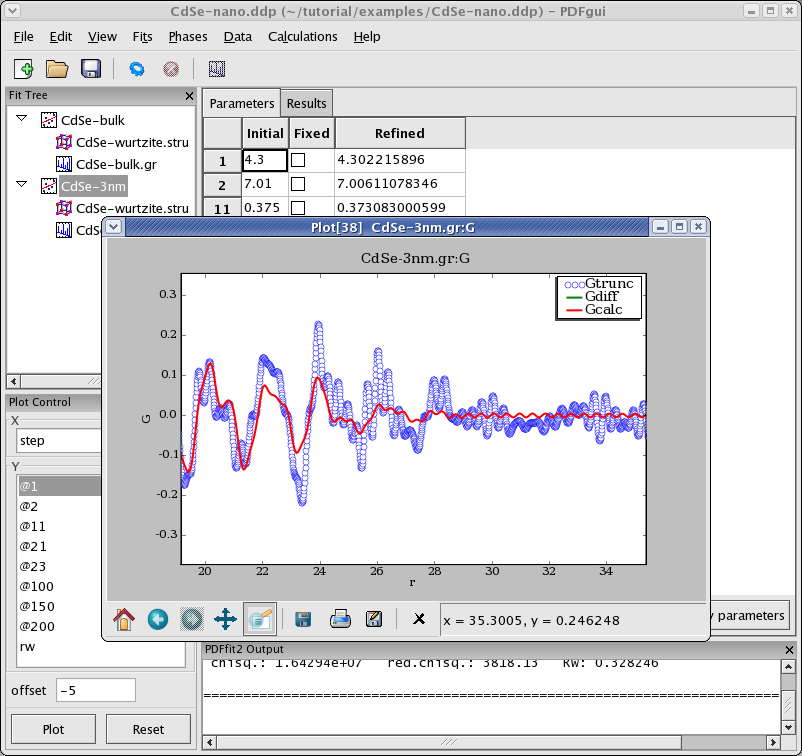 CdSe-nano.ddp (~/tutorial/examples/CdSe-nano.ddp) - PDFgui
File Edit View Fits Phases Data Calculations Help
Fit Tree
CdSe-bulk
CdSe-wurtzite.stru
CdSe-bulk.gr
CdSe-3nm
CdSe-wurtzite.stru
CdSe
Parameters Results
Initial Fixed Refined
1 4.3 4.302215896
2 7.01 7.00611078346
11 0.375 0.373083000599
Plot[38] CdSe-3nm.gr:G
CdSe-3nm.gr:G
Gtrunc
Gdiff
Gcalc
0.3
0.2
0.1
0.0
-0.1
-0.2
-0.3
G
20 22 24 26 28 30 32 34
r
x = 35.3005, y = 0.246248
Plot Control
X
step
Y
@1
@2
@11
@21
@23
@100
@150
@200
rw
offset -5
Plot Reset
y parameters
PDFfit2 Output
chisq.: 1.64294e+07 red.chisq.: 3818.13 Rw: 0.328246